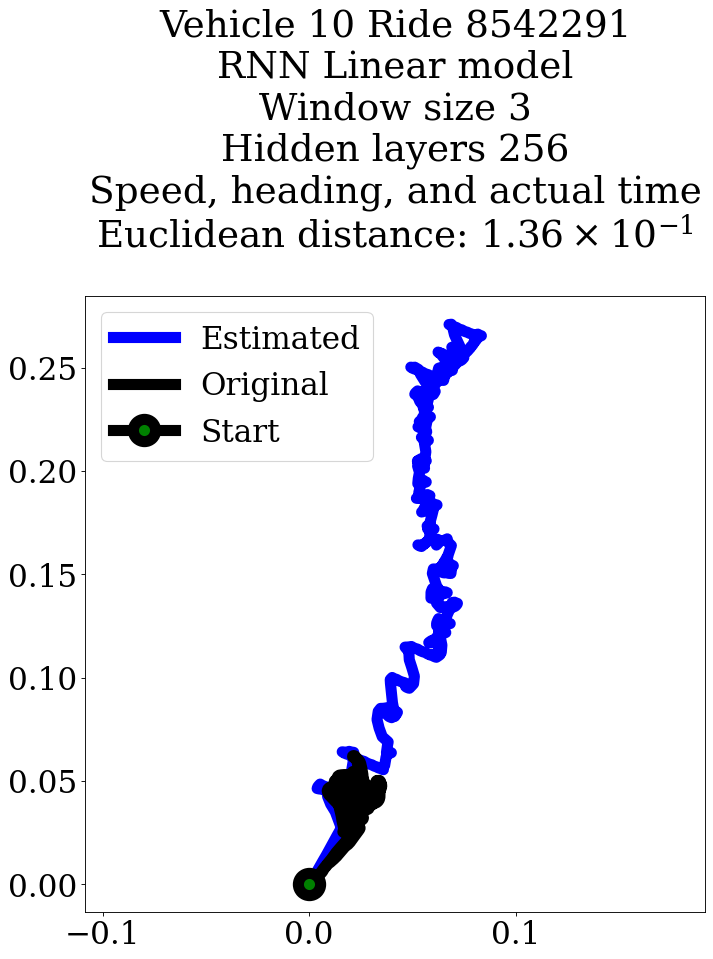 Vehicle 10 Ride 8542291
RNN Linear model
Window size 3
Hidden layers 256
Speed, heading, and actual time
Euclidean distance: 1.36 × 10⁻¹
Estimated
Original
Start
0.25
0.20
0.15
0.10
0.05
0.00
−0.1
0.0
0.1